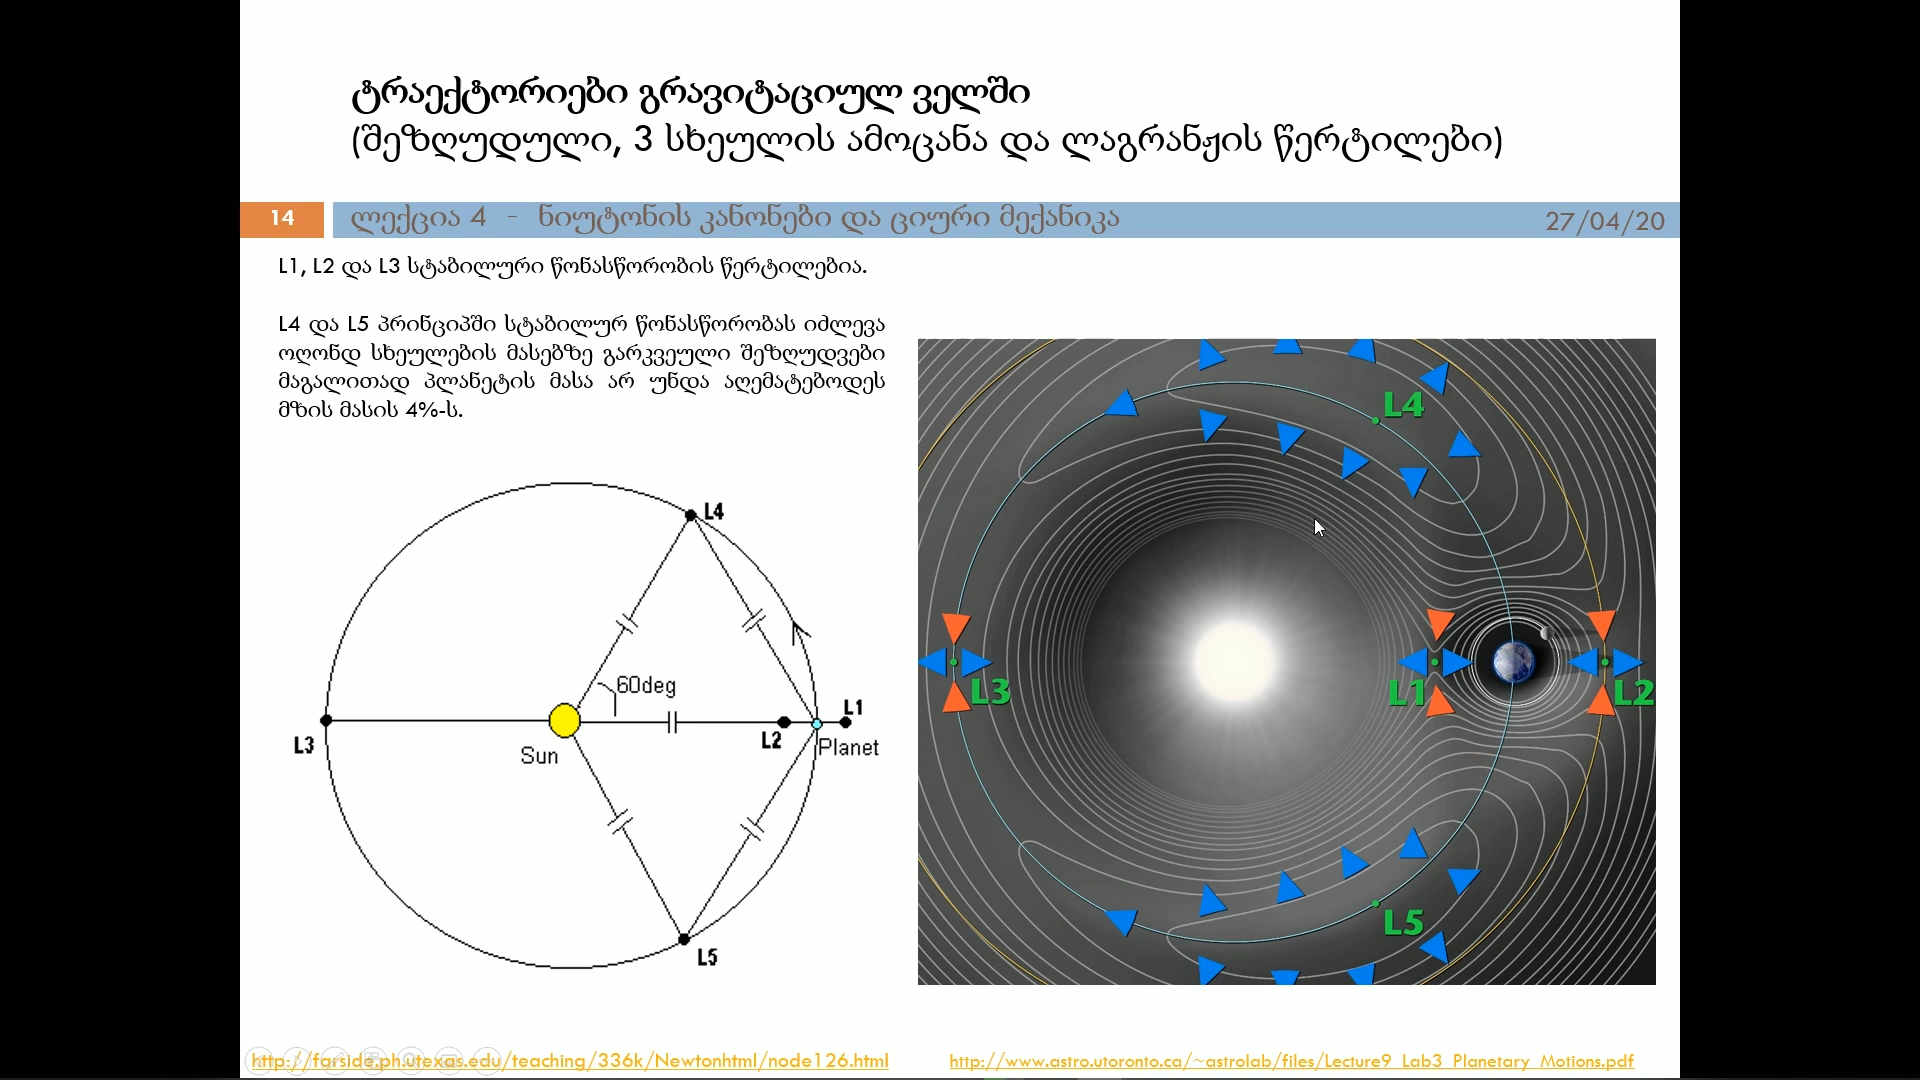 ტრაექტორიები გრავიტაციულ ველში
(შეზღუდული, 3 სხეულის ამოცანა და ლაგრანჟის წერტილები)
14
ლექცია 4 - ნიუტონის კანონები და ციური მექანიკა
27/04/20
L1, L2 და L3 სტაბილური წონასწორობის წერტილებია.
L4 და L5 პრინციპში სტაბილურ წონასწორობას იძლევა
ოღონდ სხეულების მასებზე გარკვეული შეზღუდვები
მაგალითად პლანეტის მასა არ უნდა აღემატებოდეს
მზის მასის 4%-ს.
L4
60deg
L1
L3
L2
Sun
Planet
L5
L4
L3
L1
L2
L5
http://farside.ph.utexas.edu/teaching/336k/Newtonhtml/node126.html
http://www.astro.utoronto.ca/~astrolab/files/Lecture9_Lab3_Planetary_Motions.pdf